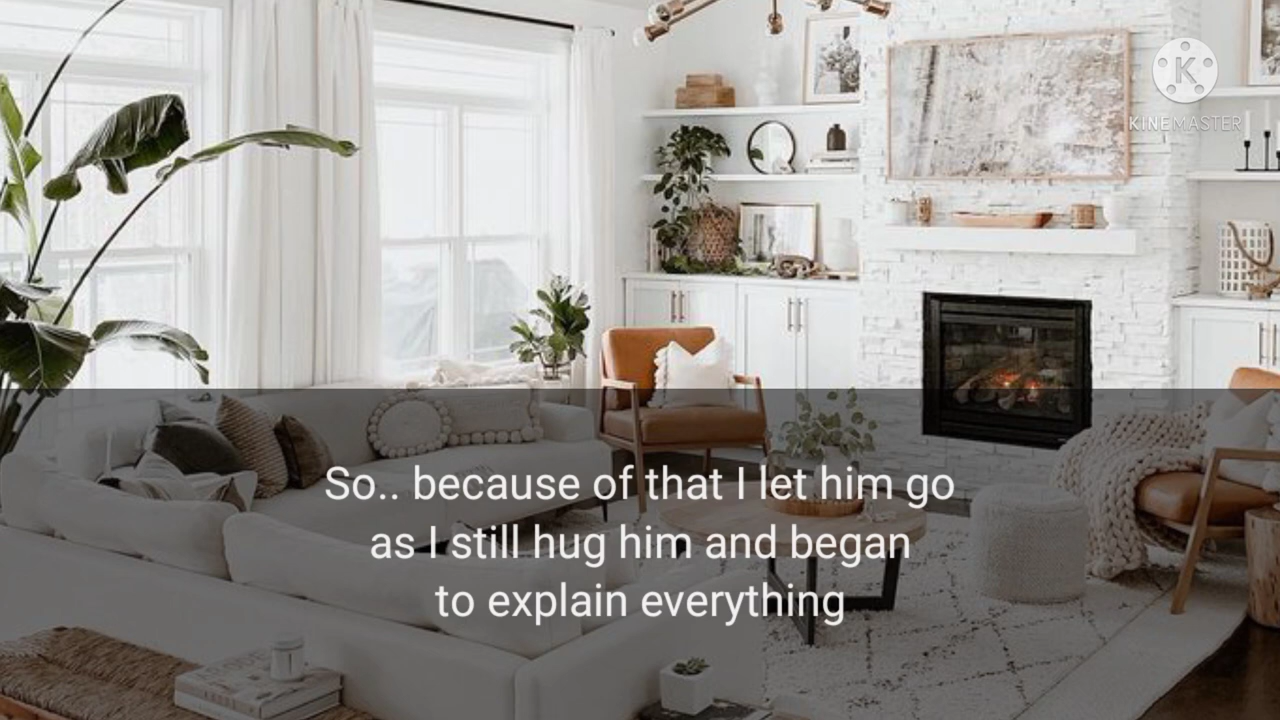 K
KINEMASTER
So.. because of that I let him go
as I still hug him and began
to explain everything